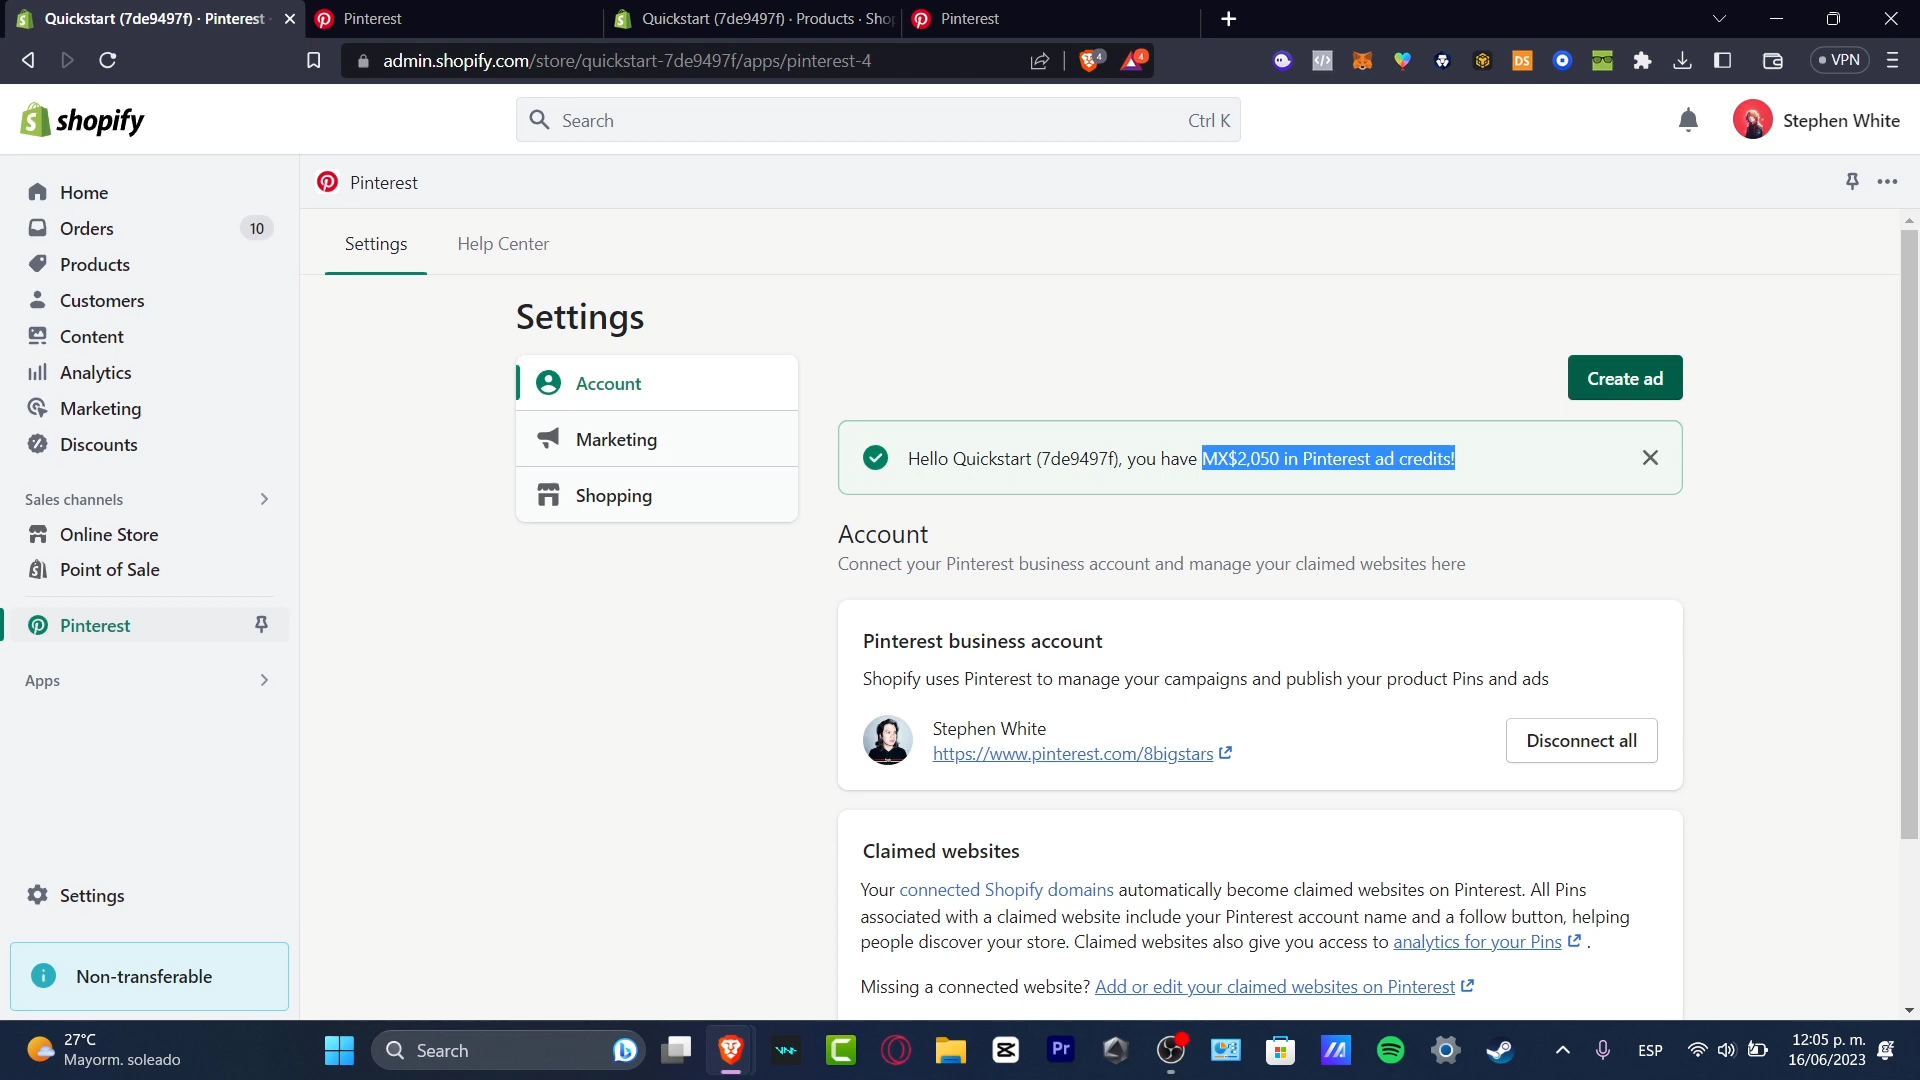 Quickstart (7de9497f) · Pinterest
Pinterest
Quickstart (7de9497f) · Products · Sho
Pinterest
admin.shopify.com/store/quickstart-7de9497f/apps/pinterest-4
4
4
DS
VPN
shopify
Search
Ctrl K
Stephen White
Home
Orders
10
Products
Customers
Content
Analytics
Marketing
Discounts
Sales channels
Online Store
Point of Sale
Pinterest
Apps
Settings
Non-transferable
Pinterest
Settings
Help Center
Settings
Account
Marketing
Shopping
Create ad
Hello Quickstart (7de9497f), you have MX$2,050 in Pinterest ad credits!
Account
Connect your Pinterest business account and manage your claimed websites here
Pinterest business account
Shopify uses Pinterest to manage your campaigns and publish your product Pins and ads
Stephen White
https://www.pinterest.com/8bigstars
Disconnect all
Claimed websites
Your connected Shopify domains automatically become claimed websites on Pinterest. All Pins
associated with a claimed website include your Pinterest account name and a follow button, helping
people discover your store. Claimed websites also give you access to analytics for your Pins .
Missing a connected website? Add or edit your claimed websites on Pinterest
27°C
Mayorm. soleado
Search
Pr
ESP
12:05 p. m.
16/06/2023